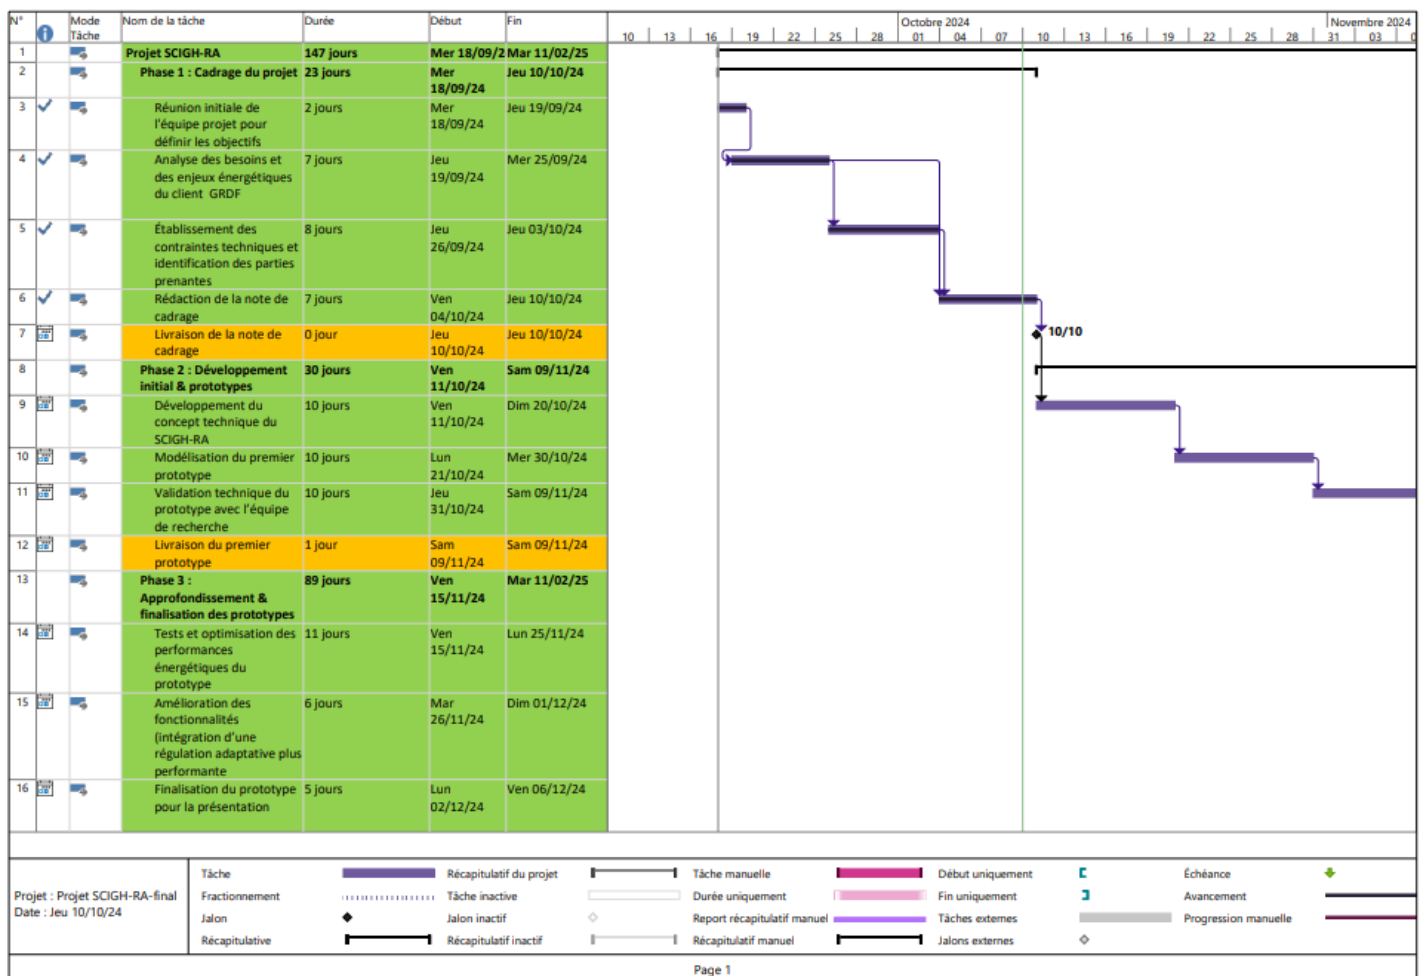 N° Mode Nom de la tâche Durée Début Fin Octobre 2024 Novembre 2024
Tâche 10 13 16 19 22 25 28 01 04 07 10 13 16 19 22 25 28 31 03 0
1 Projet SCIGH-RA 147 jours Mer 18/09/2 Mar 11/02/25
2 Phase 1 : Cadrage du projet 23 jours Mer Jeu 10/10/24
18/09/24
3 Réunion initiale de 2 jours Mer Jeu 19/09/24
l'équipe projet pour 18/09/24
définir les objectifs
4 Analyse des besoins et 7 jours Jeu Mer 25/09/24
des enjeux énergétiques 19/09/24
du client GRDF
5 Établissement des 8 jours Jeu Jeu 03/10/24
contraintes techniques et 26/09/24
identification des parties
prenantes
6 Rédaction de la note de 7 jours Ven Jeu 10/10/24
cadrage 04/10/24
7 Livraison de la note de 0 jour Jeu Jeu 10/10/24 10/10
cadrage 10/10/24
8 Phase 2 : Développement 30 jours Ven Sam 09/11/24
initial & prototypes 11/10/24
9 Développement du 10 jours Ven Dim 20/10/24
concept technique du 11/10/24
SCIGH-RA
10 Modélisation du premier 10 jours Lun Mer 30/10/24
prototype 21/10/24
11 Validation technique du 10 jours Jeu Sam 09/11/24
prototype avec l'équipe 31/10/24
de recherche
12 Livraison du premier 1 jour Sam Sam 09/11/24
prototype 09/11/24
13 Phase 3 : 89 jours Ven Mar 11/02/25
Approfondissement & 15/11/24
finalisation des prototypes
14 Tests et optimisation des 11 jours Ven Lun 25/11/24
performances 15/11/24
énergétiques du
prototype
15 Amélioration des 6 jours Mar Dim 01/12/24
fonctionnalités 26/11/24
(intégration d'une
régulation adaptative plus
performante
16 Finalisation du prototype 5 jours Lun Ven 06/12/24
pour la présentation 02/12/24
Projet : Projet SCIGH-RA-final
Date : Jeu 10/10/24
Tâche Récapitulatif du projet Tâche manuelle Début uniquement Échéance
Fractionnement Tâche inactive Durée uniquement Fin uniquement Avancement
Jalon Jalon inactif Report récapitulatif manuel Tâches externes Progression manuelle
Récapitulative Récapitulatif inactif Récapitulatif manuel Jalons externes
Page 1